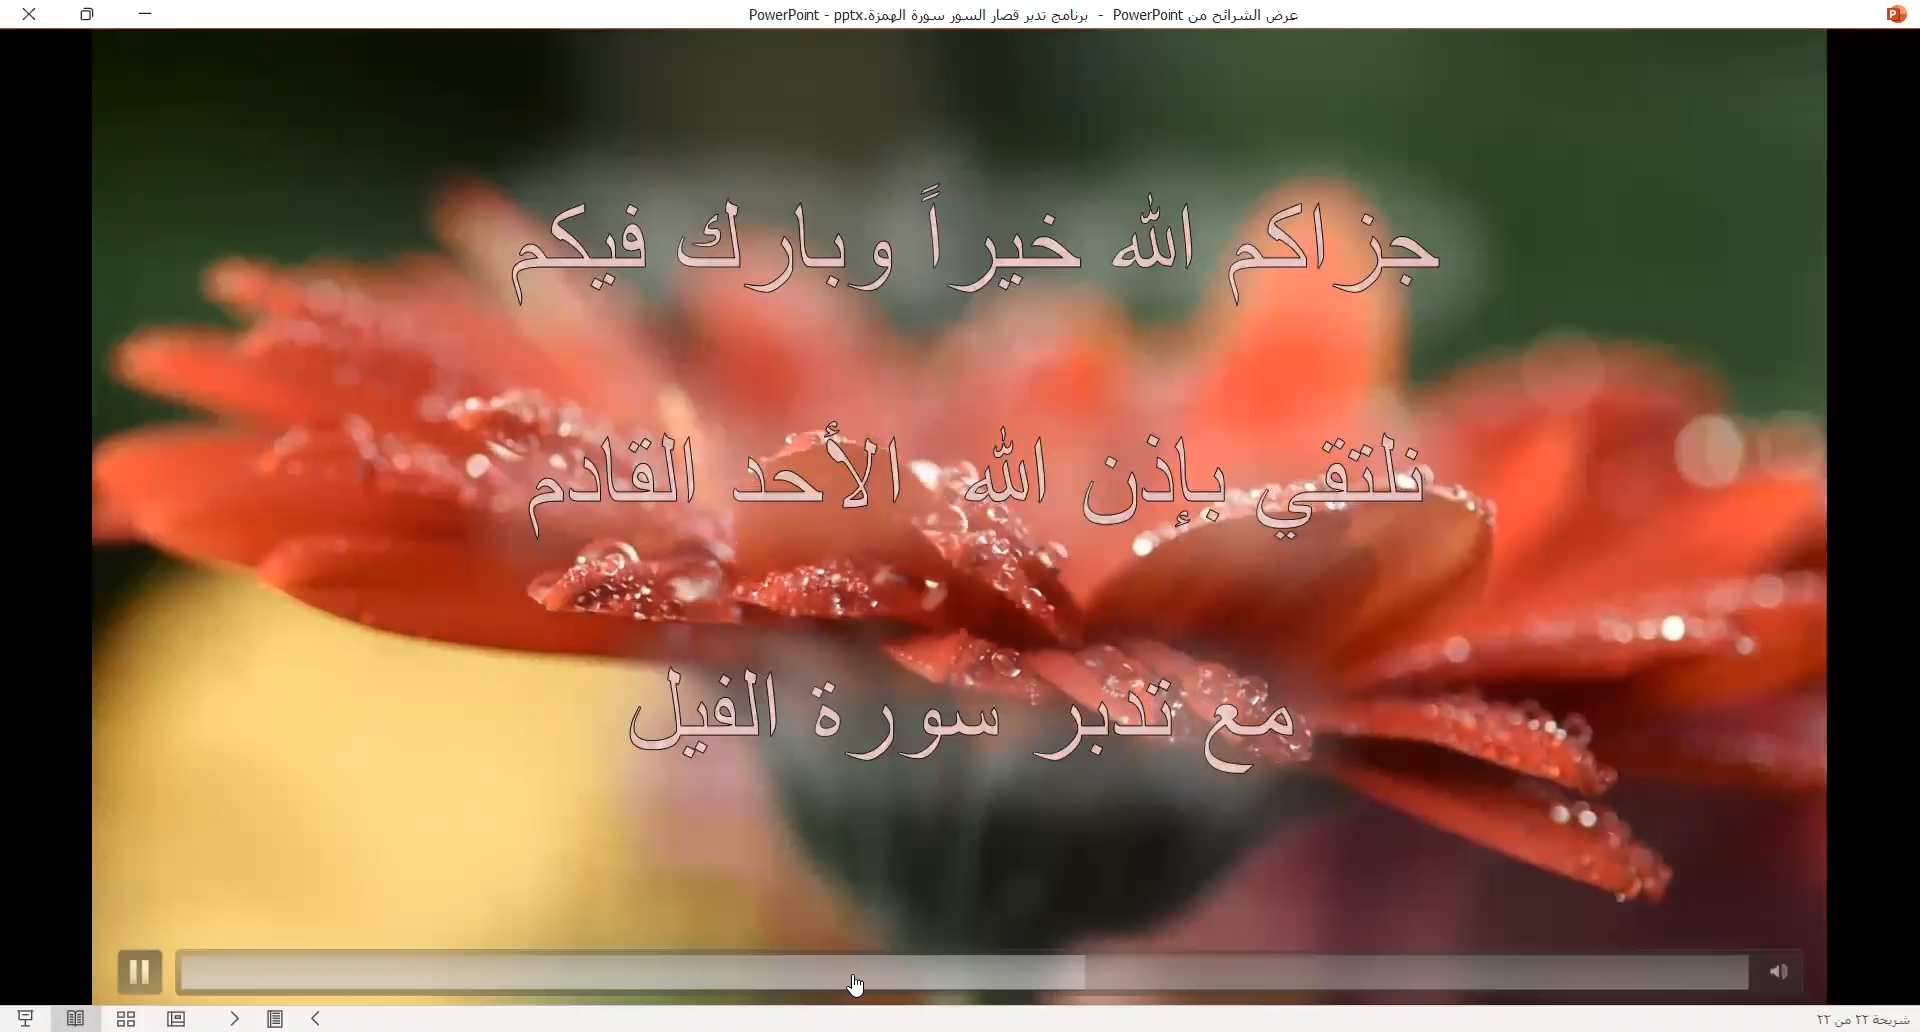 عرض الشرائح من PowerPoint - برنامج تدبر قصار السور سورة الهمزة.pptx - PowerPoint
جزاكم الله خيراً وبارك فيكم
نلتقي بإذن الله الأحد القادم
مع تدبر سورة الفيل
شريحة ٢٢ من ٢٢